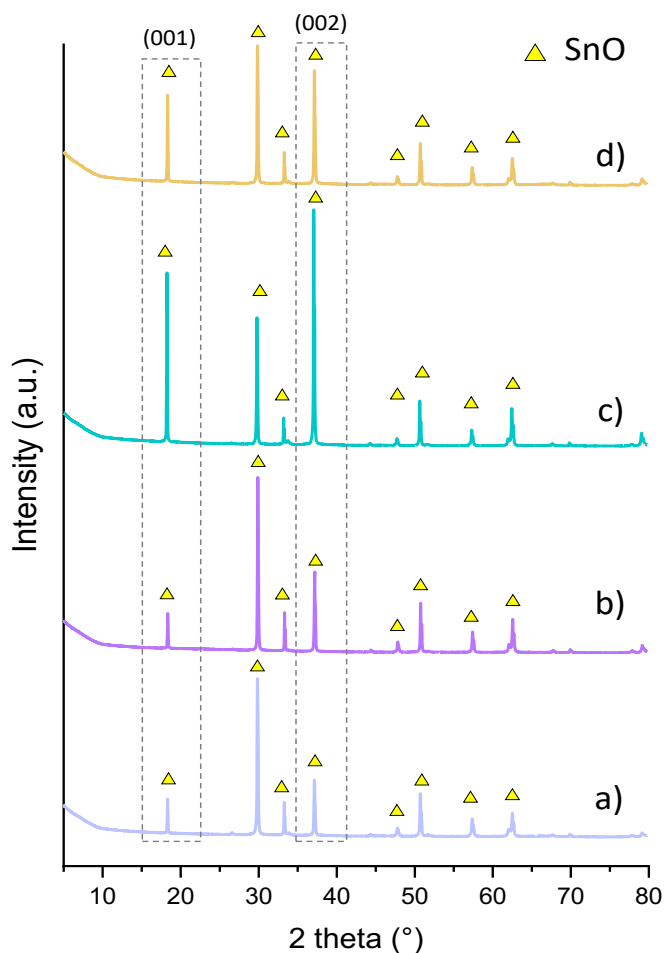 (001)
(002)
SnO
d)
c)
b)
a)
Intensity (a.u.)
10 20 30 40 50 60 70 80
2 theta (°)